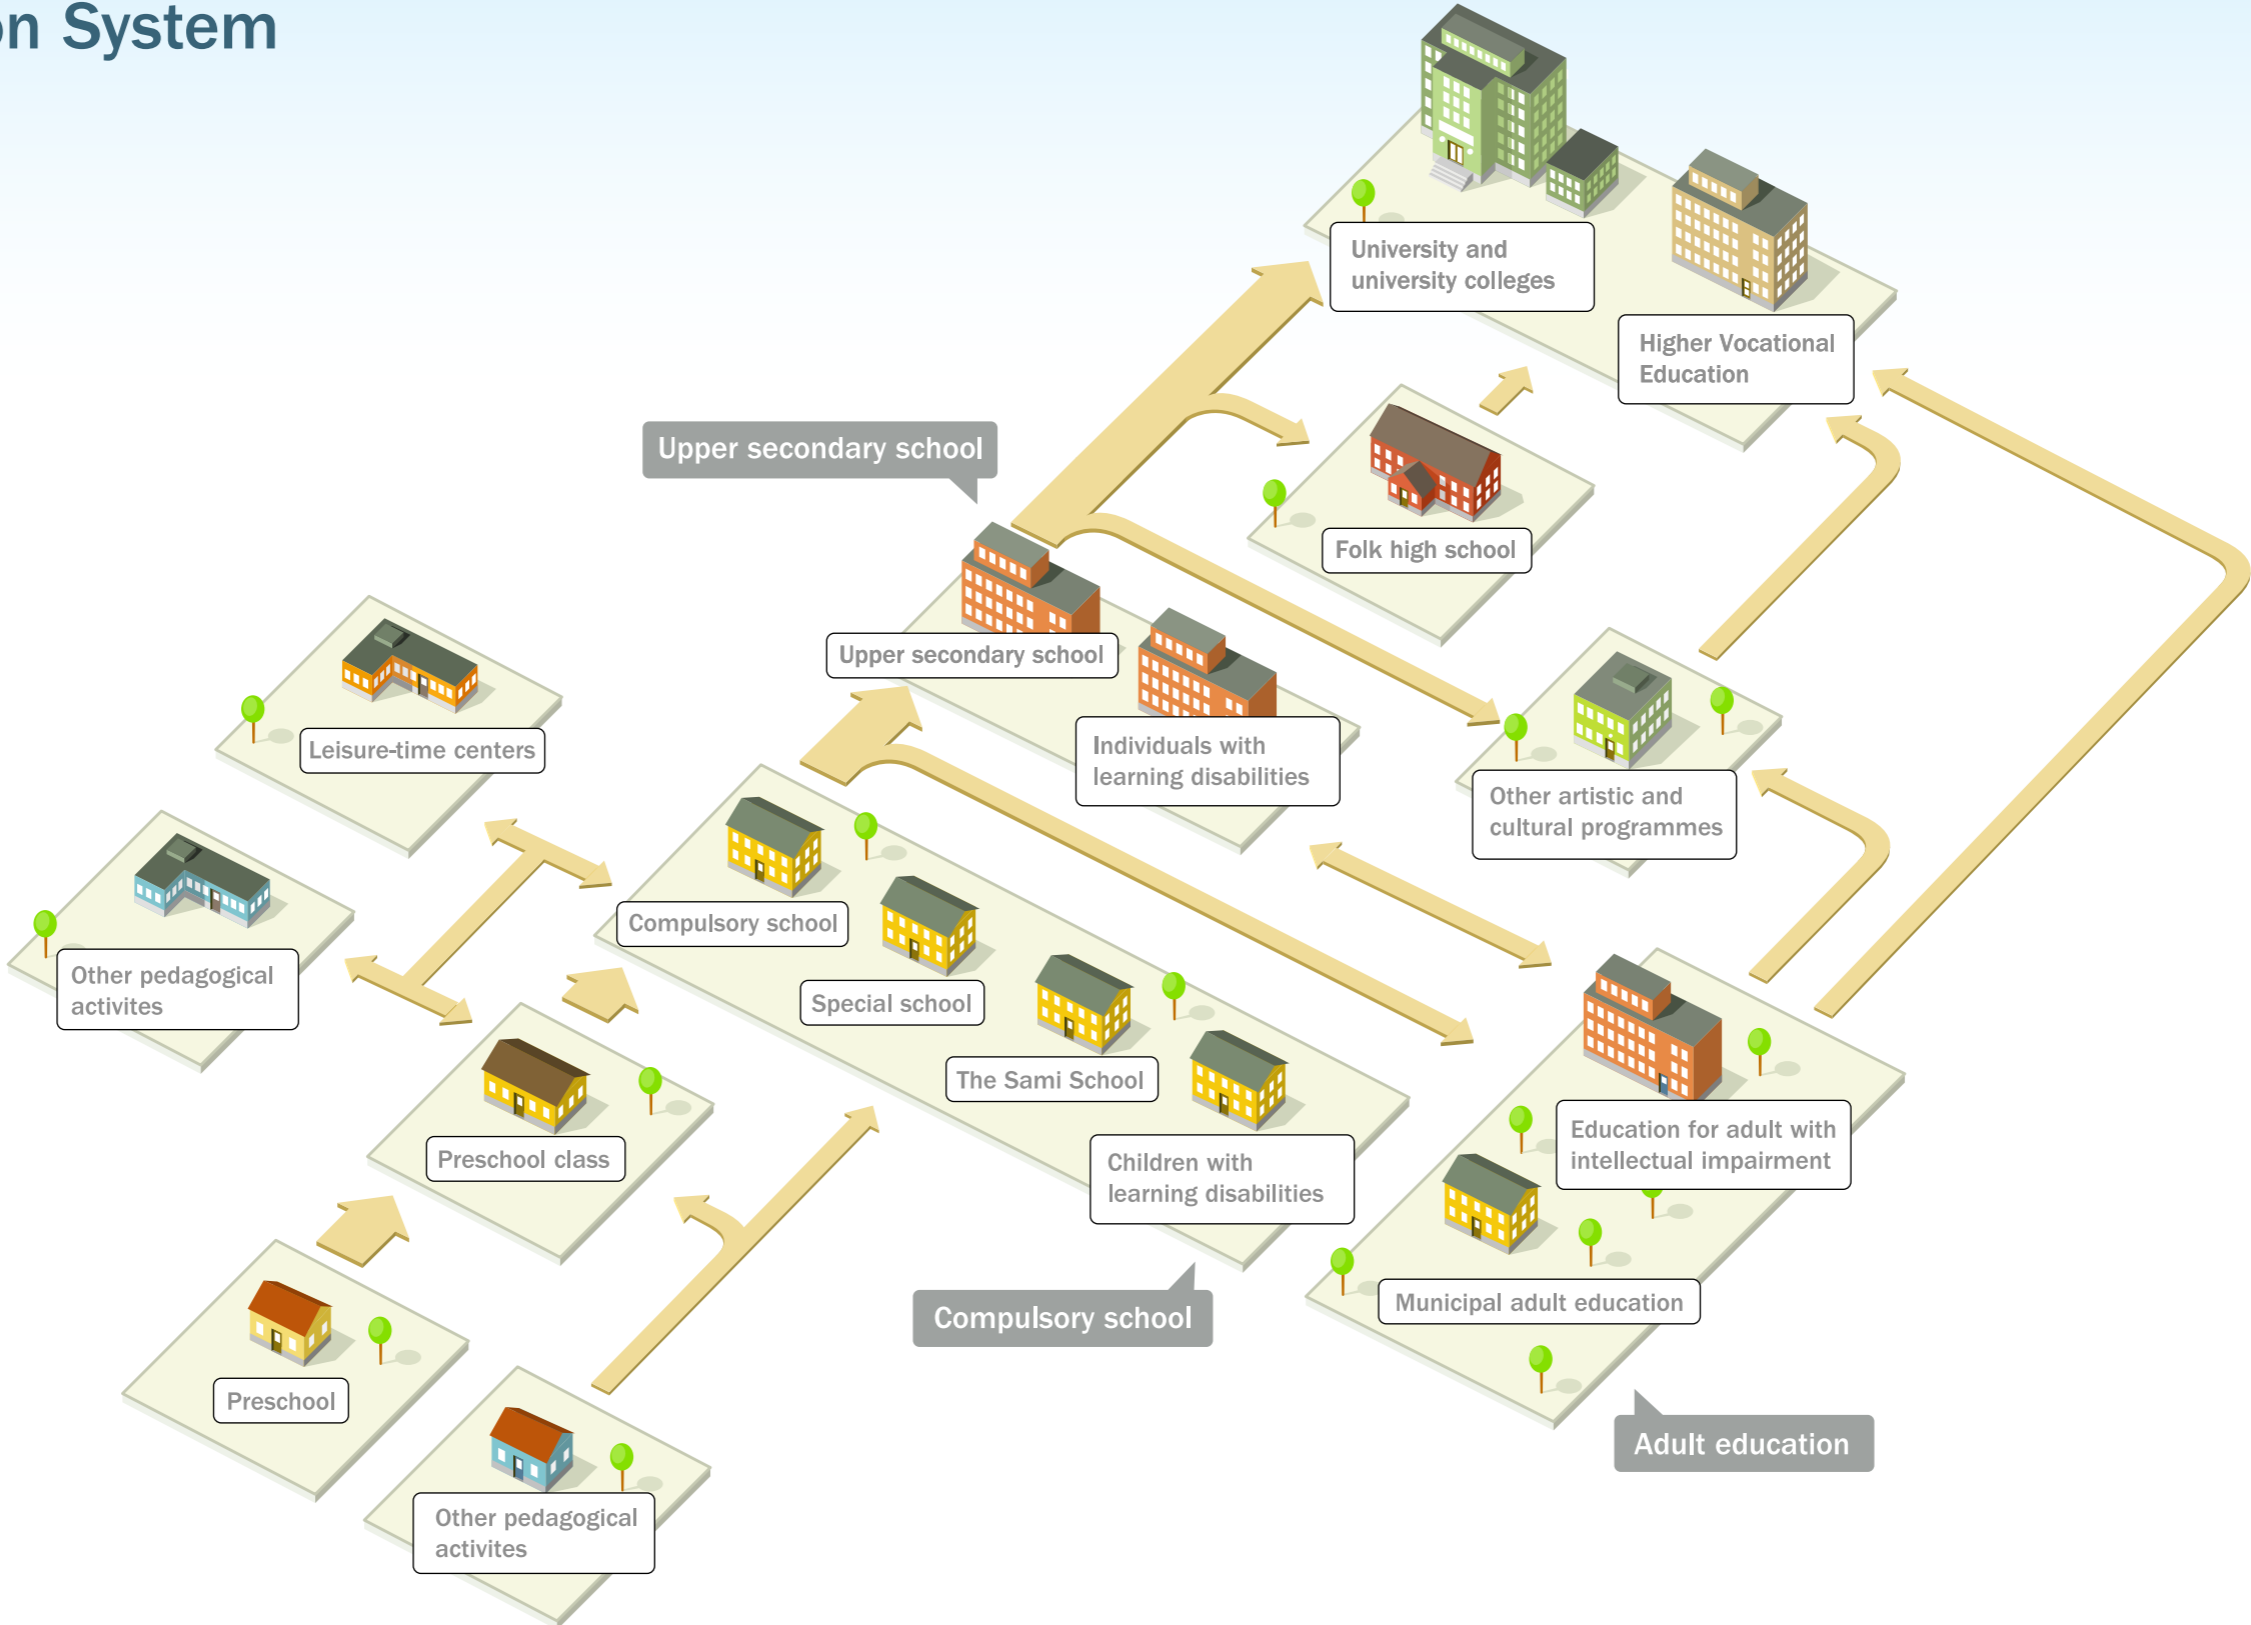 on System
University and
university colleges
Higher Vocational
Education
Upper secondary school
Folk high school
Upper secondary school
Individuals with
learning disabilities
Leisure-time centers
Other artistic and
cultural programmes
Compulsory school
Other pedagogical
activites
Special school
The Sami School
Education for adult with
intellectual impairment
Preschool class
Children with
learning disabilities
Municipal adult education
Compulsory school
Preschool
Adult education
Other pedagogical
activites